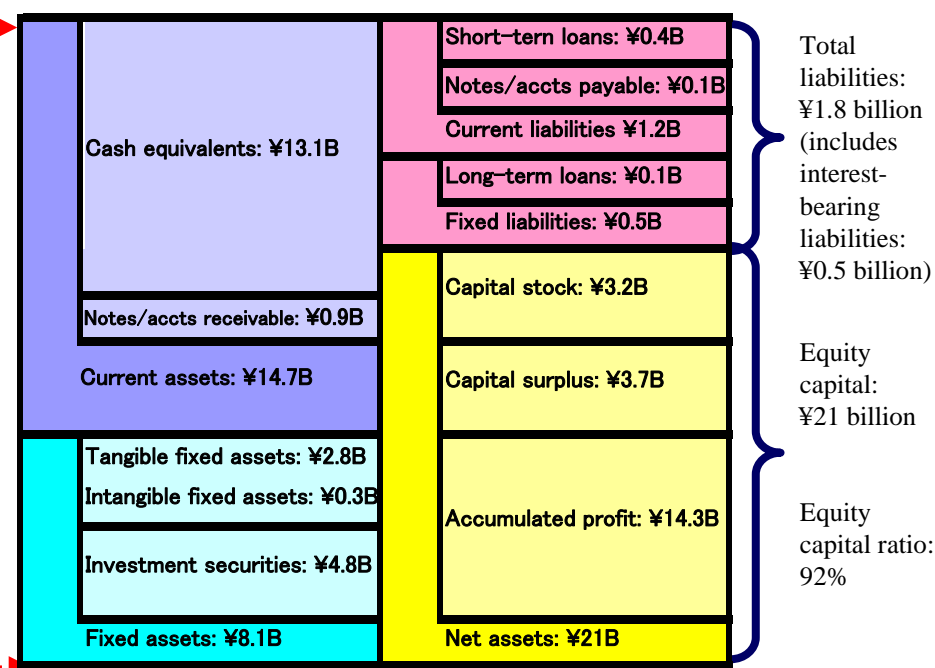 Cash equivalents: ¥13.1B
Notes/accts receivable: ¥0.9B
Current assets: ¥14.7B
Tangible fixed assets: ¥2.8B
Intangible fixed assets: ¥0.3B
Investment securities: ¥4.8B
Fixed assets: ¥8.1B
Short-tern loans: ¥0.4B
Notes/accts payable: ¥0.1B
Current liabilities ¥1.2B
Long-term loans: ¥0.1B
Fixed liabilities: ¥0.5B
Capital stock: ¥3.2B
Capital surplus: ¥3.7B
Accumulated profit: ¥14.3B
Net assets: ¥21B
Total
liabilities:
¥1.8 billion
(includes
interest-
bearing
liabilities:
¥0.5 billion)
Equity
capital:
¥21 billion
Equity
capital ratio:
92%